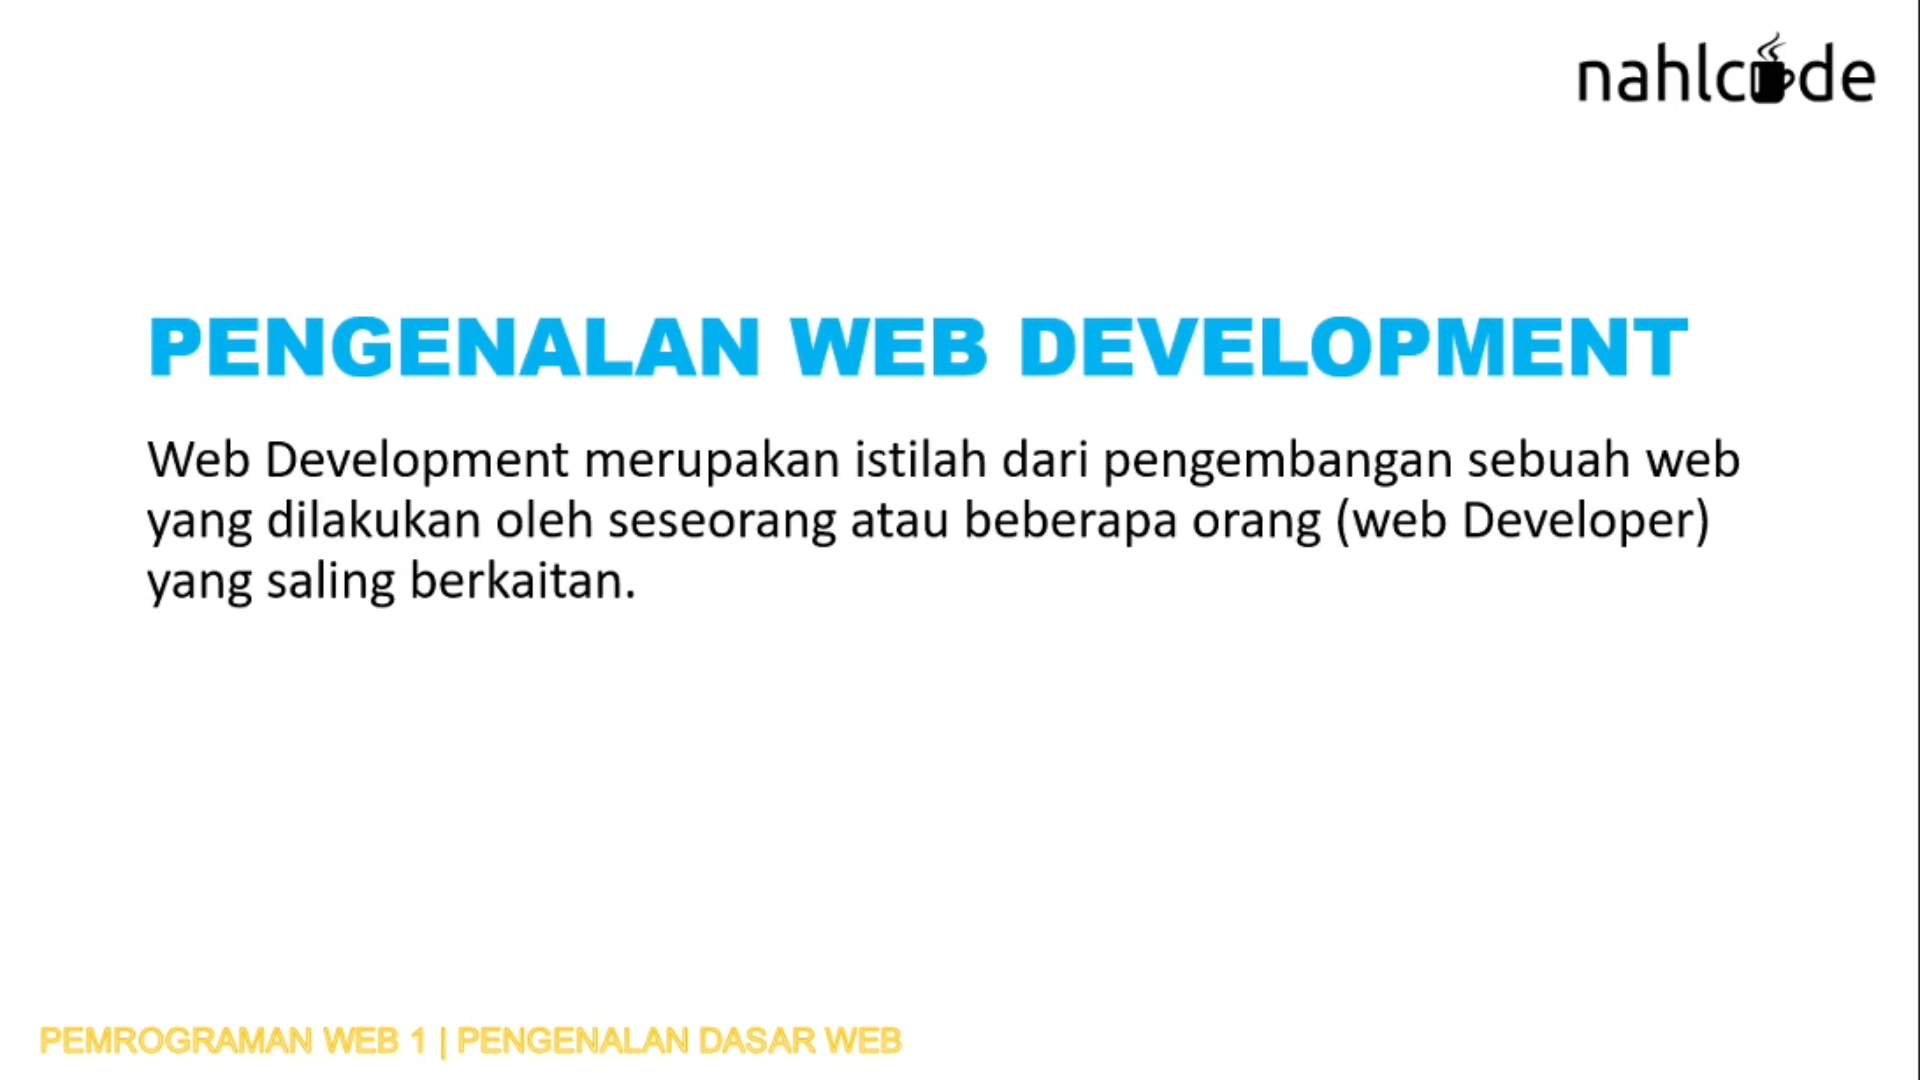 nahlcode
PENGENALAN WEB DEVELOPMENT
Web Development merupakan istilah dari pengembangan sebuah web
yang dilakukan oleh seseorang atau beberapa orang (web Developer)
yang saling berkaitan.
PEMROGRAMAN WEB 1 | PENGENALAN DASAR WEB